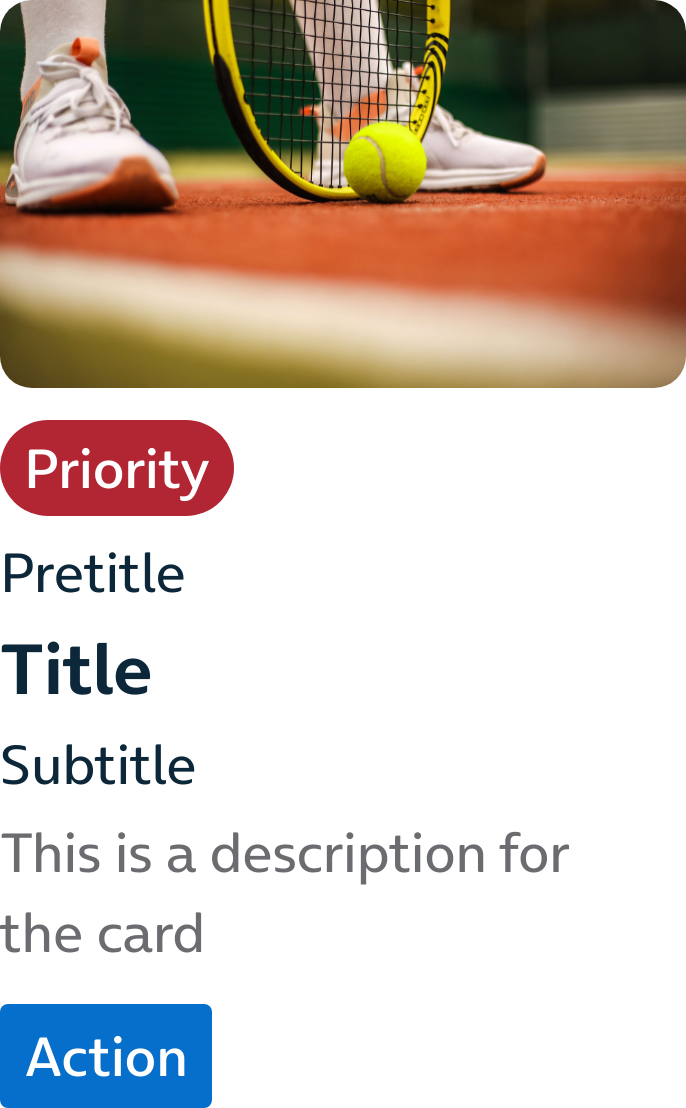 Priority
Pretitle
Title
Subtitle
This is a description for
the card
Action